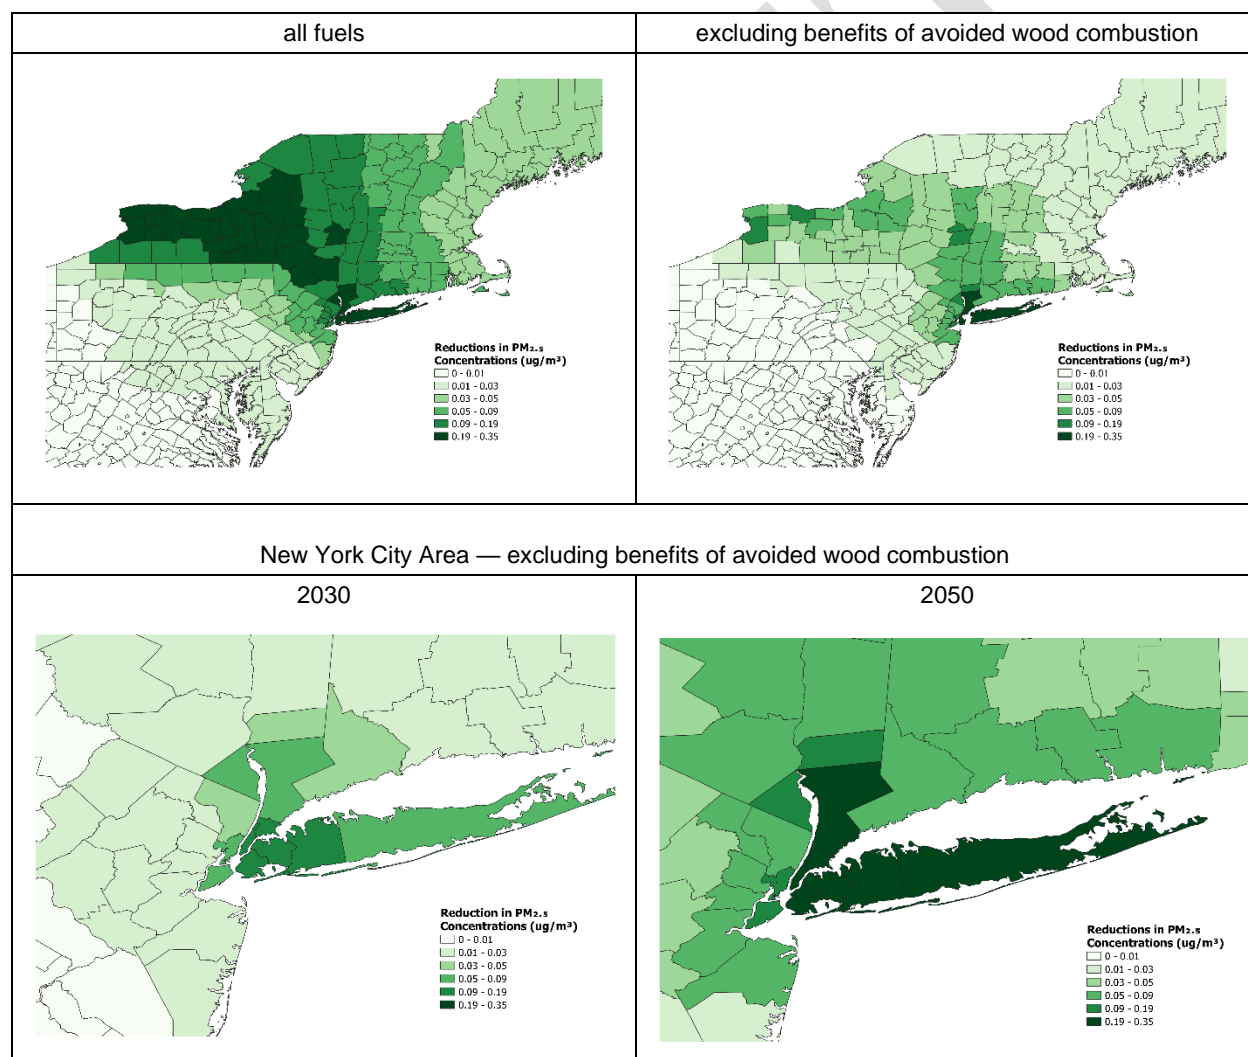 all fuels
excluding benefits of avoided wood combustion
Reductions in PM₂.₅
Concentrations (ug/m³)
0 - 0.01
0.01 - 0.03
0.03 - 0.05
0.05 - 0.09
0.09 - 0.19
0.19 - 0.35
Reductions in PM₂.₅
Concentrations (ug/m³)
0 - 0.01
0.01 - 0.03
0.03 - 0.05
0.05 - 0.09
0.09 - 0.19
0.19 - 0.35
New York City Area — excluding benefits of avoided wood combustion
2030
2050
Reduction in PM₂.₅
Concentrations (ug/m³)
0 - 0.01
0.01 - 0.03
0.03 - 0.05
0.05 - 0.09
0.09 - 0.19
0.19 - 0.35
Reductions in PM₂.₅
Concentrations (ug/m³)
0 - 0.01
0.01 - 0.03
0.03 - 0.05
0.05 - 0.09
0.09 - 0.19
0.19 - 0.35